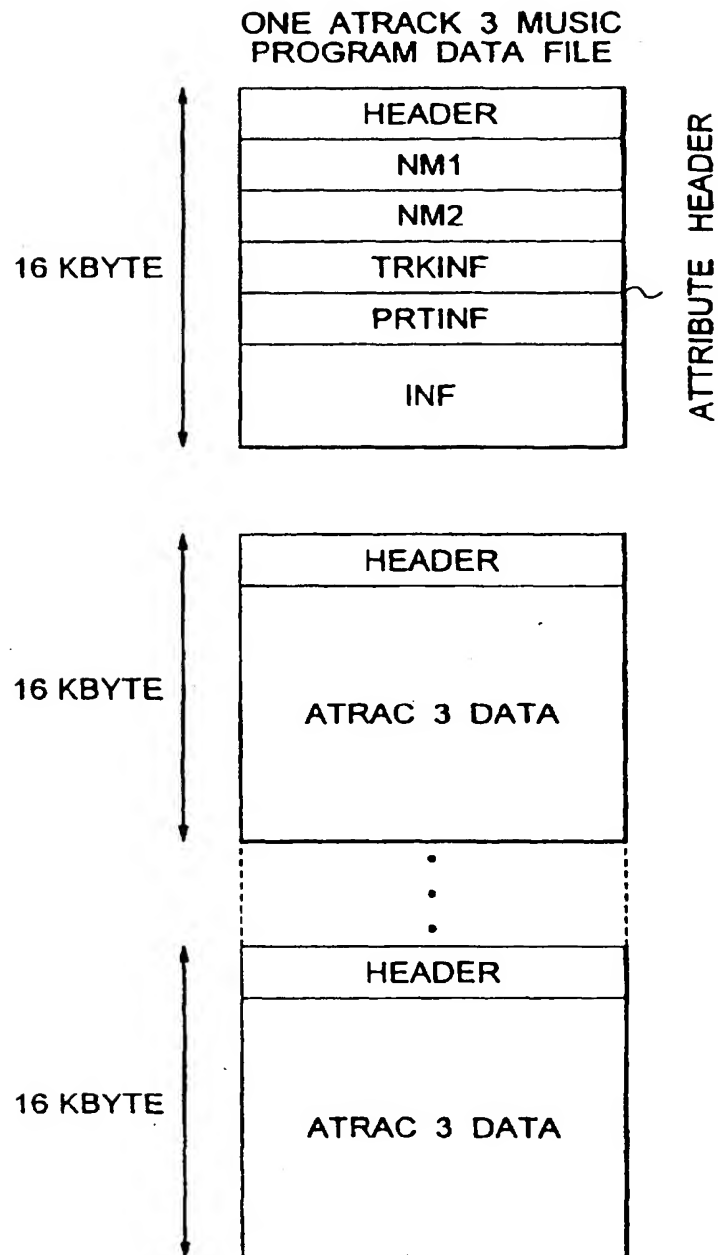 ONE ATRACK 3 MUSIC
PROGRAM DATA FILE
HEADER
NM1
NM2
16 KBYTE
TRKINF
PRTINF
INF
ATTRIBUTE HEADER
HEADER
16 KBYTE
ATRAC 3 DATA
HEADER
16 KBYTE
ATRAC 3 DATA